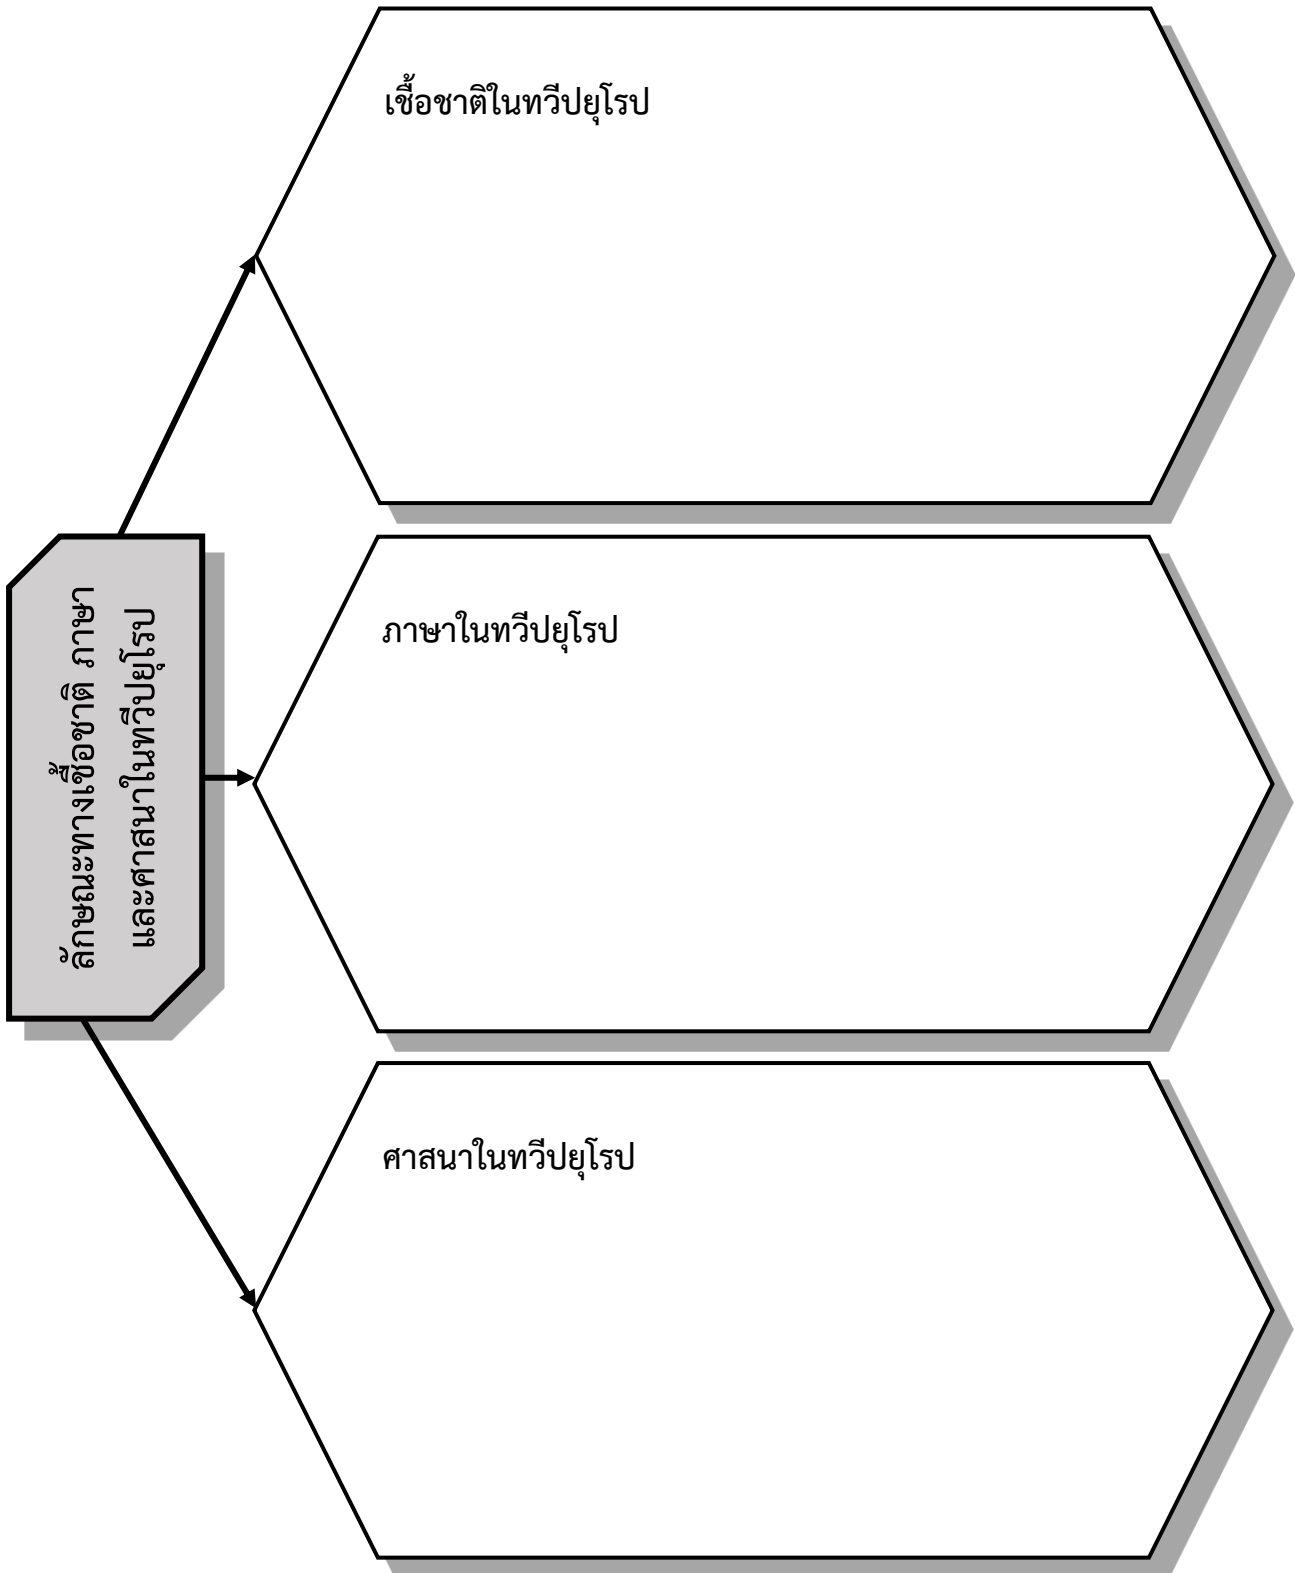 ลักษณะทางเชื้อชาติ ภาษา
และศาสนาในทวีปยุโรป
เชื้อชาติในทวีปยุโรป
ภาษาในทวีปยุโรป
ศาสนาในทวีปยุโรป